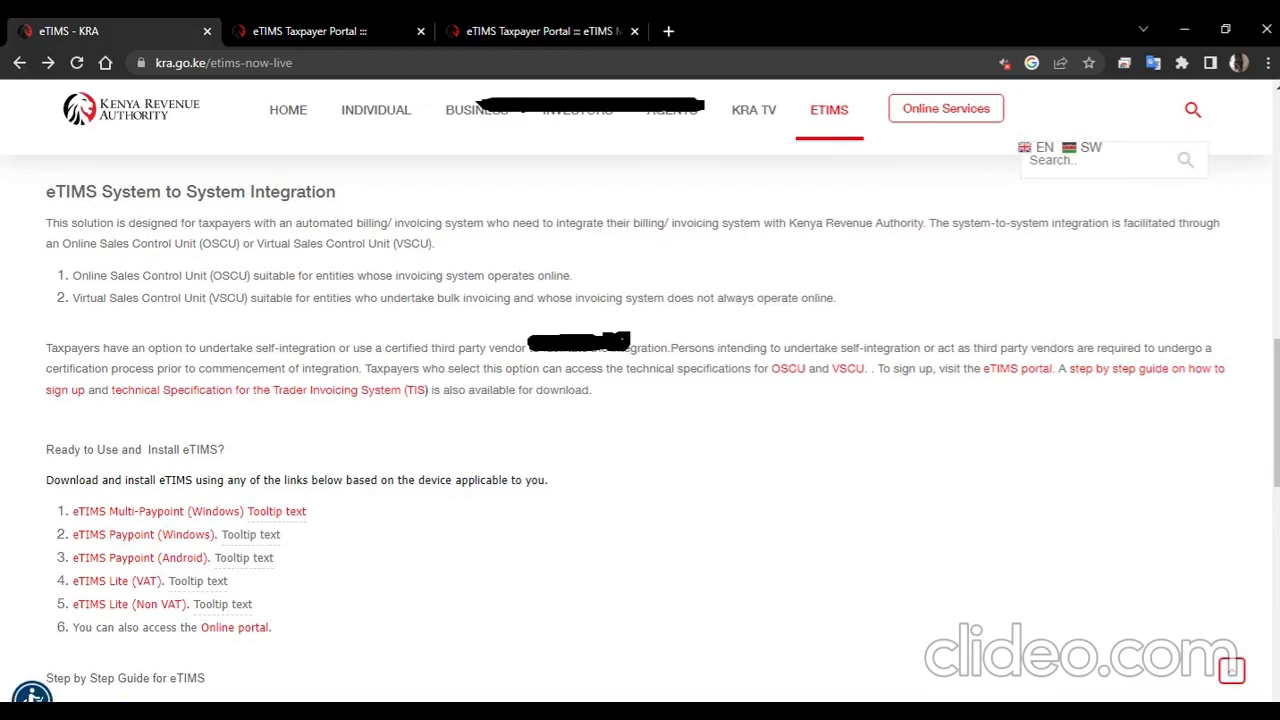 eTIMS - KRA
eTIMS Taxpayer Portal :::
eTIMS Taxpayer Portal ::: eTIMS M
kra.go.ke/etims-now-live
KENYA REVENUE
AUTHORITY
HOME INDIVIDUAL BUSINESS INVESTORS AGENTS KRA TV ETIMS Online Services
EN SW
Search..
eTIMS System to System Integration
This solution is designed for taxpayers with an automated billing/ invoicing system who need to integrate their billing/ invoicing system with Kenya Revenue Authority. The system-to-system integration is facilitated through
an Online Sales Control Unit (OSCU) or Virtual Sales Control Unit (VSCU).
1. Online Sales Control Unit (OSCU) suitable for entities whose invoicing system operates online.
2. Virtual Sales Control Unit (VSCU) suitable for entities who undertake bulk invoicing and whose invoicing system does not always operate online.
Taxpayers have an option to undertake self-integration or use a certified third party vendor gration.Persons intending to undertake self-integration or act as third party vendors are required to undergo a
certification process prior to commencement of integration. Taxpayers who select this option can access the technical specifications for OSCU and VSCU. . To sign up, visit the eTIMS portal. A step by step guide on how to
sign up and technical Specification for the Trader Invoicing System (TIS) is also available for download.
Ready to Use and Install eTIMS?
Download and install eTIMS using any of the links below based on the device applicable to you.
1. eTIMS Multi-Paypoint (Windows) Tooltip text
2. eTIMS Paypoint (Windows). Tooltip text
3. eTIMS Paypoint (Android). Tooltip text
4. eTIMS Lite (VAT). Tooltip text
5. eTIMS Lite (Non VAT). Tooltip text
6. You can also access the Online portal.
Step by Step Guide for eTIMS
clideo.com